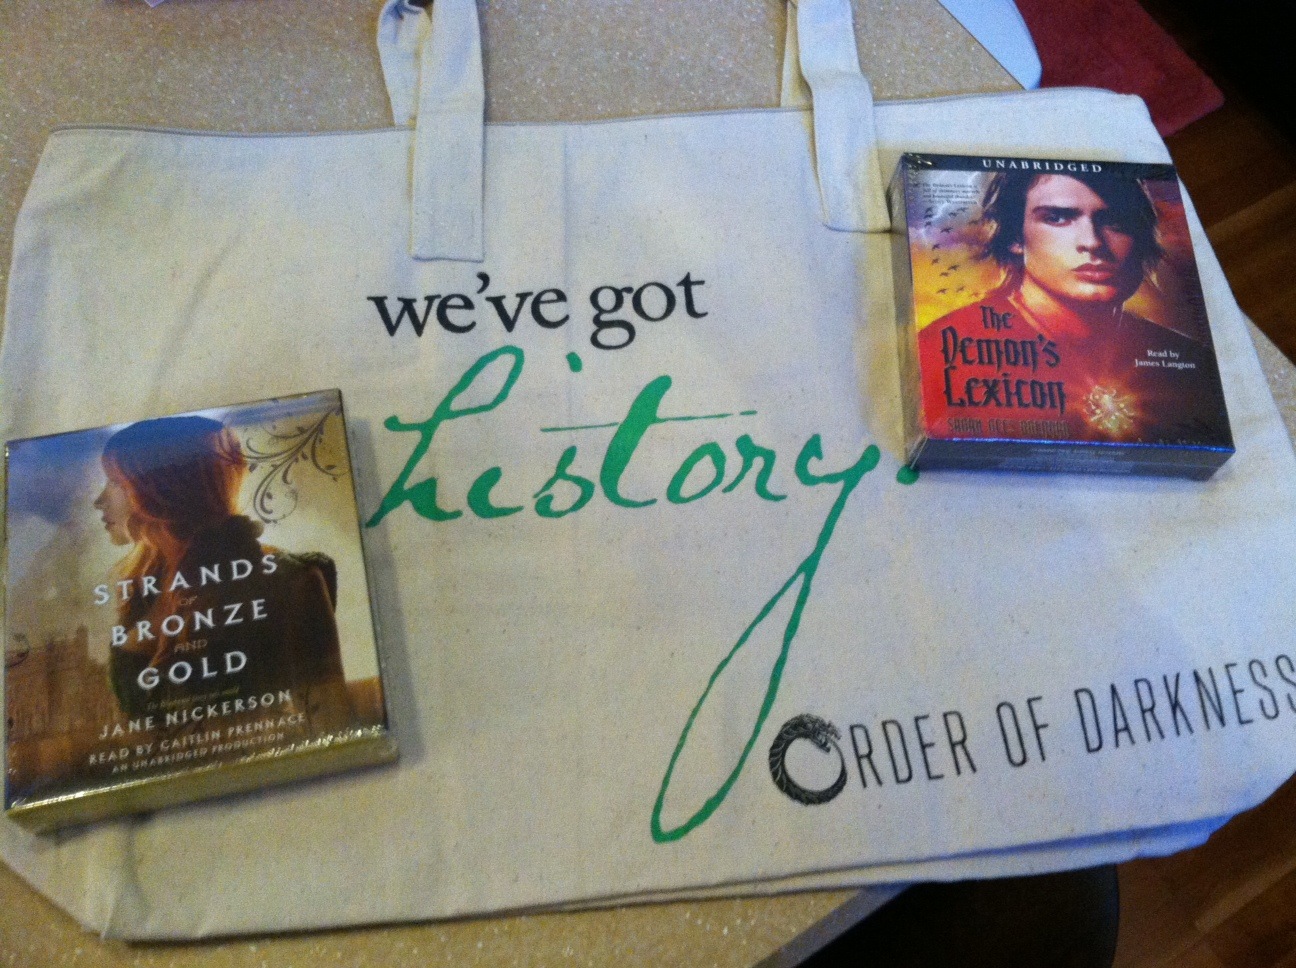 we've got
history.
ORDER OF DARKNESS
STRANDS
OF
BRONZE
AND
GOLD
JANE NICKERSON
READ BY CAITLIN PRENNACE
AN UNABRIDGED PRODUCTION
UNABRIDGED
The
Demon's
Lexicon
Read by
James Langton